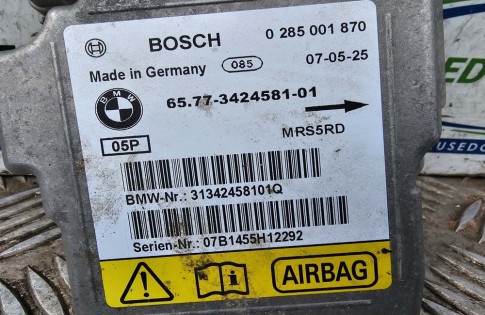 BOSCH 0 285 001 870
Made in Germany 085 07-05-25
BMW 65.77-3424581-01
05P MRS5RD
BMW-Nr.: 31342458101Q
Serien-Nr.: 07B1455H12292
AIRBAG